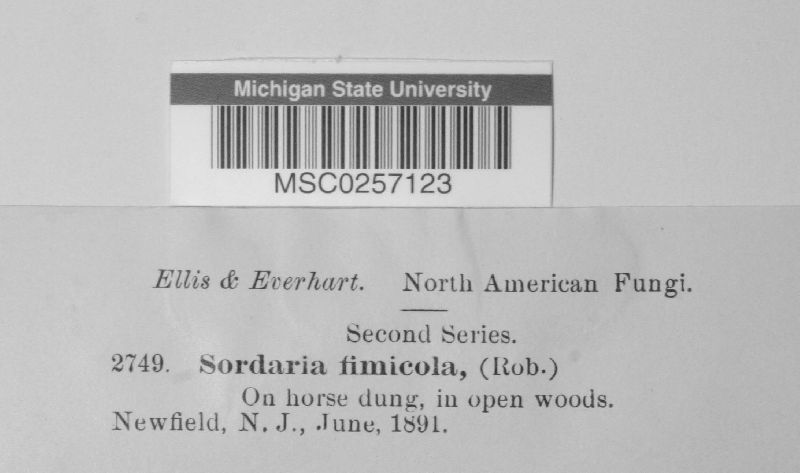 Michigan State University
MSC0257123
Ellis & Everhart. North American Fungi.
Second Series.
2749. Sordaria fimicola, (Rob.)
On horse dung, in open woods.
Newfield, N. J., June, 1891.